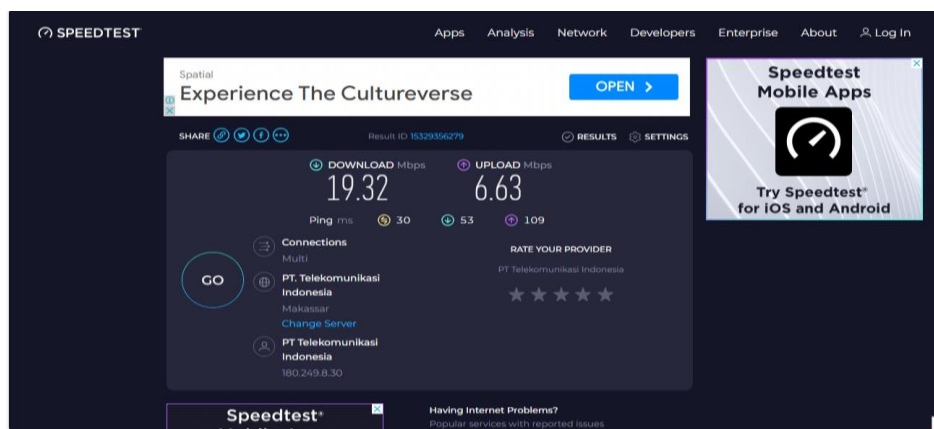 SPEEDTEST
Apps Analysis Network Developers Enterprise About Log In
Spatial
Experience The Cultureverse
OPEN >
Speedtest
Mobile Apps
Try Speedtest®
for iOS and Android
SHARE
Result ID 15329356279
RESULTS SETTINGS
DOWNLOAD Mbps UPLOAD Mbps
19.32 6.63
Ping ms 30 53 109
GO
Connections
Multi
PT. Telekomunikasi
Indonesia
Makassar
Change Server
PT Telekomunikasi
Indonesia
180.249.8.30
RATE YOUR PROVIDER
PT Telekomunikasi Indonesia
Speedtest®
Having Internet Problems?
Popular services with reported issues